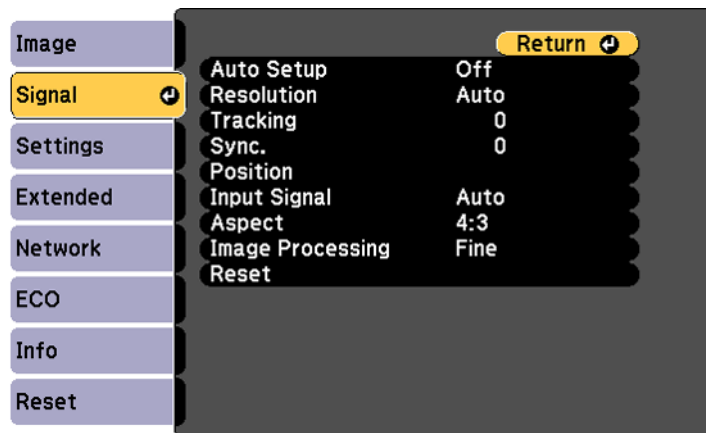 Image
Signal
Settings
Extended
Network
ECO
Info
Reset
Return
Auto Setup Off
Resolution Auto
Tracking 0
Sync. 0
Position
Input Signal Auto
Aspect 4:3
Image Processing Fine
Reset